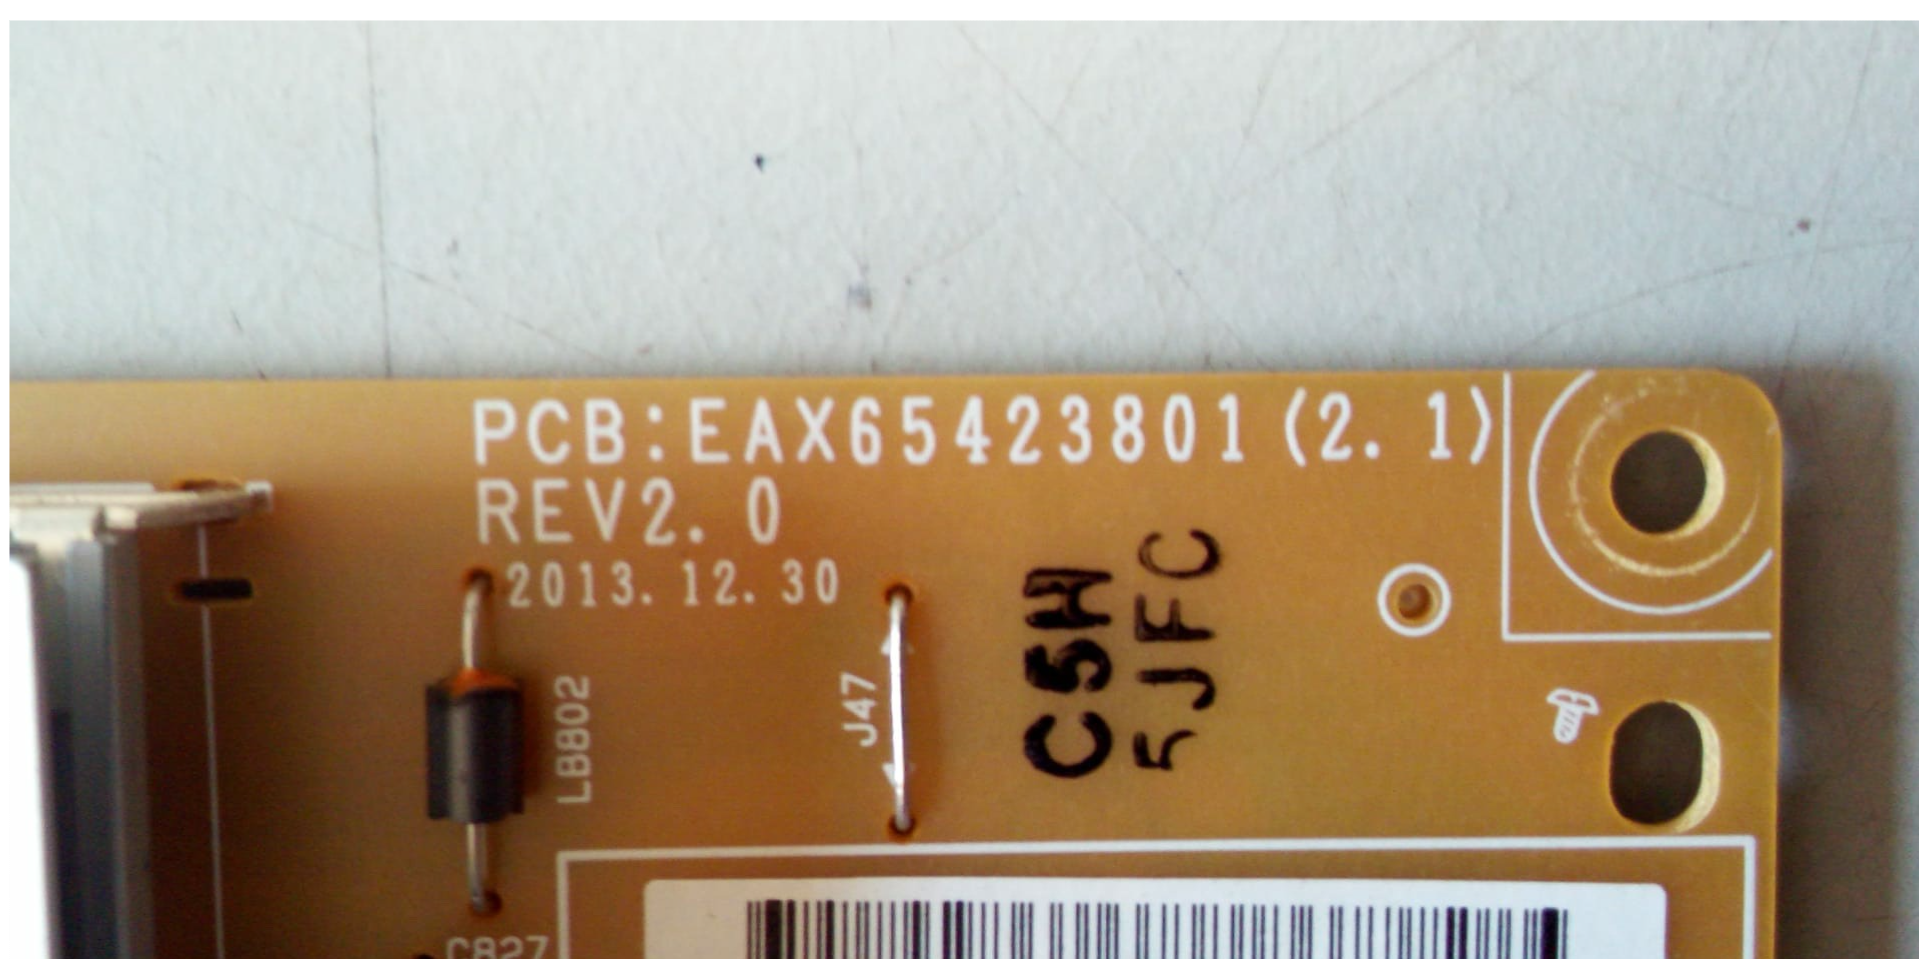 PCB:EAX65423801(2. 1)
REV2. 0
2013. 12. 30
LB802
J47
C5H
5JFC
C827